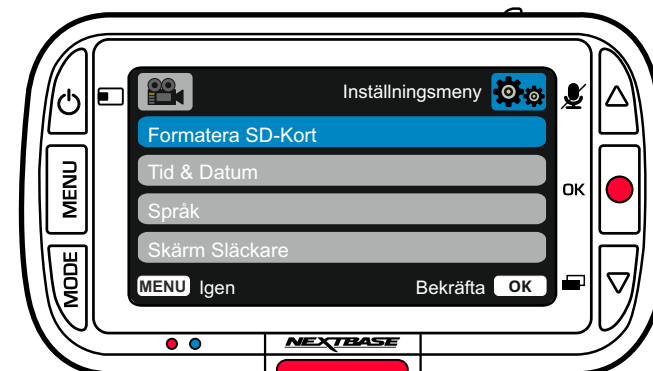 Inställningsmeny
Formatera SD-Kort
Tid & Datum
Språk
Skärm Släckare
MENU Igen
Bekräfta OK
MENU
MODE
OK
NEXTBASE